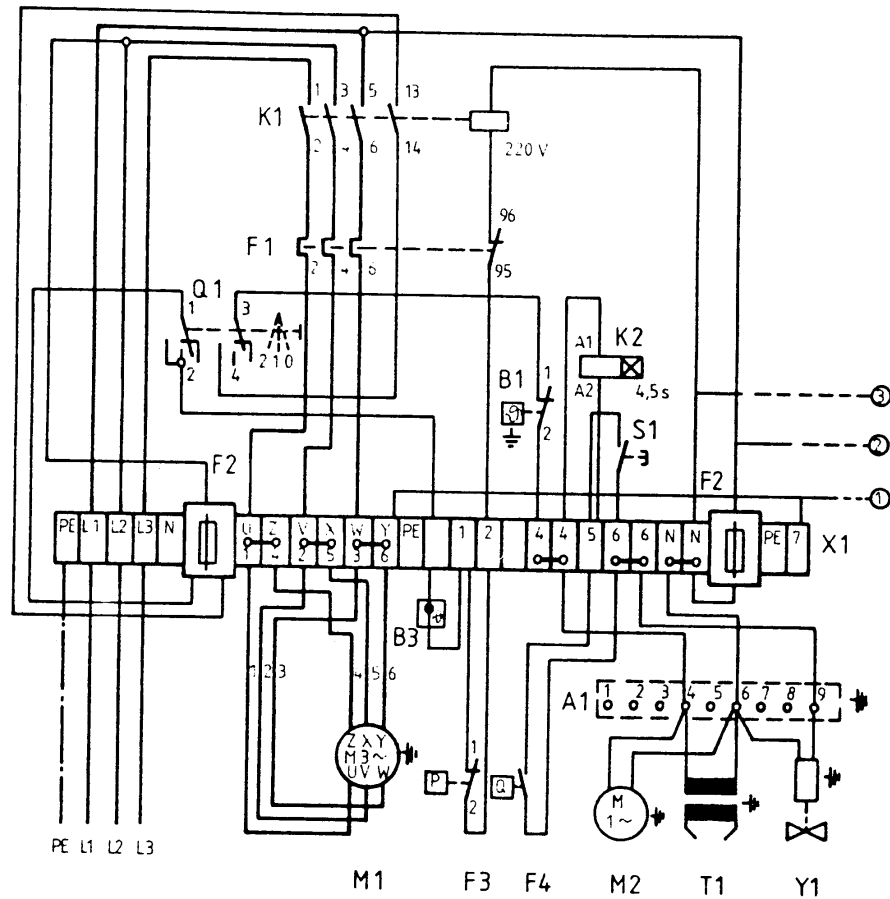 1 3 5 13
K1
2 4 6 14
220 V
96
F1
2 4 6
95
Q1
1 3
2 1 0
2 4
A1 K2
A2 4,5s
B1
1
2
S1
3
2
1
F2 F2
PE L1 L2 L3 N U Z V X W Y PE 1 2 4 4 5 6 6 N N PE 7 X1
1 4 2 5 3 6
B3
1 2 3 4 5 6
A1 1 2 3 4 5 6 7 8 9
Z X Y
M 3 ~
U V W
P 1
2
Q
M
1 ~
PE L1 L2 L3
M1 F3 F4 M2 T1 Y1